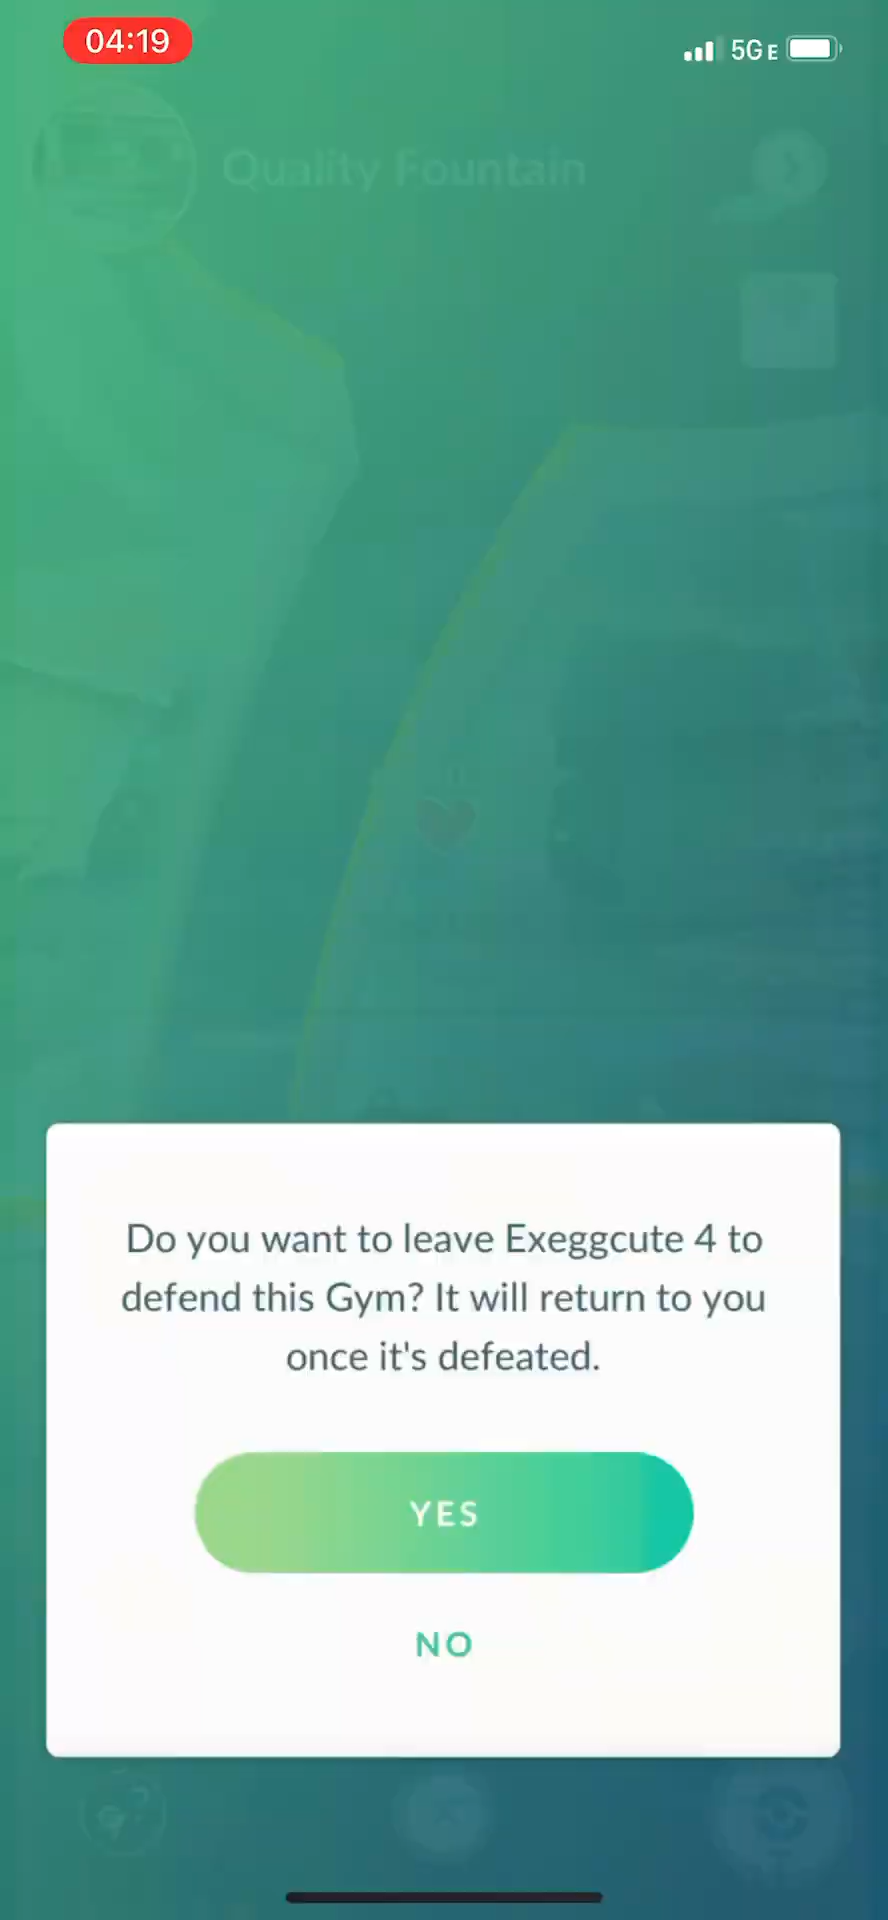 04:19
5GE
Quality Fountain
Do you want to leave Exeggcute 4 to
defend this Gym? It will return to you
once it's defeated.
YES
NO